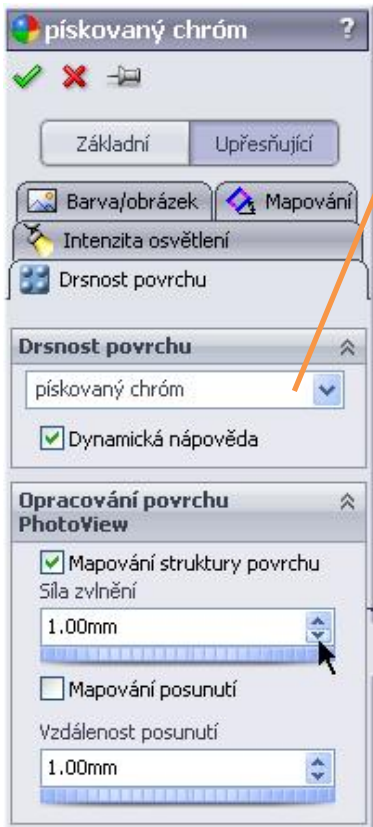 pískovaný chróm ?
Základní Upřesňující
Barva/obrázek Mapování
Intenzita osvětlení
Drsnost povrchu
Drsnost povrchu
pískovaný chróm
Dynamická nápověda
Opracování povrchu
PhotoView
Mapování struktury povrchu
Síla zvlnění
1.00mm
Mapování posunutí
Vzdálenost posunutí
1.00mm